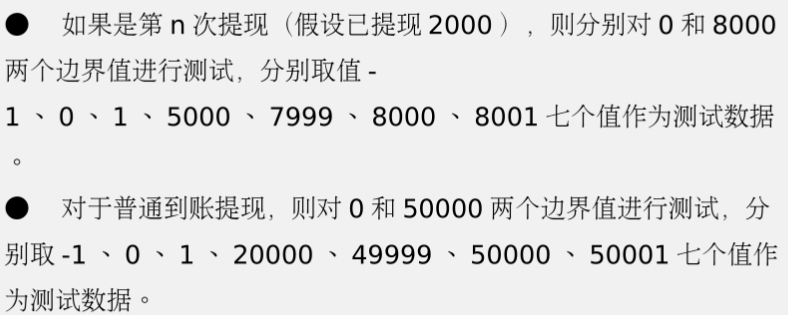 ● 如果是第 n 次提现（假设已提现 2000 ），则分别对 0 和 8000
两个边界值进行测试，分别取值 -
1 、 0 、 1 、 5000 、 7999 、 8000 、 8001 七个值作为测试数据
。
● 对于普通到账提现，则对 0 和 50000 两个边界值进行测试，分
别取 -1 、 0 、 1 、 20000 、 49999 、 50000 、 50001 七个值作
为测试数据。